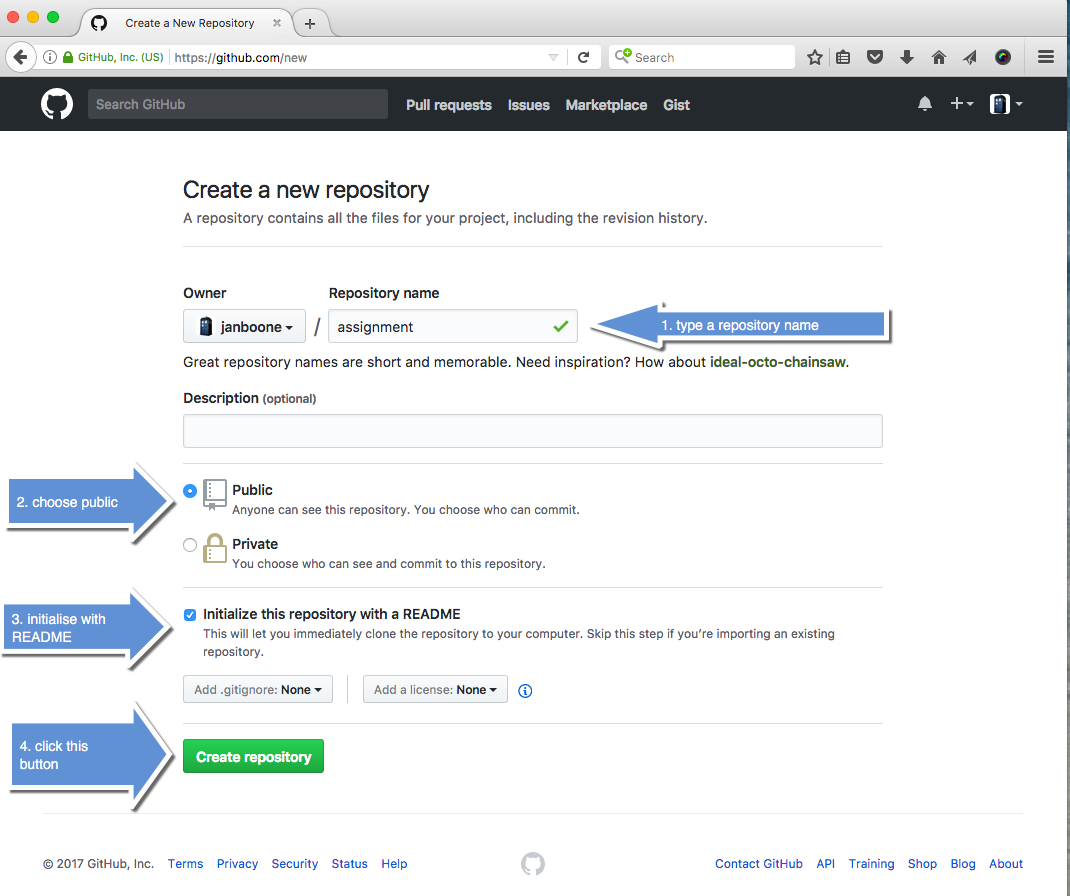 Create a New Repository
GitHub, Inc. (US)
https://github.com/new
Search
Search GitHub
Pull requests Issues Marketplace Gist
Create a new repository
A repository contains all the files for your project, including the revision history.
Owner
Repository name
janboone / assignment
1. type a repository name
Great repository names are short and memorable. Need inspiration? How about ideal-octo-chainsaw.
Description (optional)
2. choose public
Public
Anyone can see this repository. You choose who can commit.
Private
You choose who can see and commit to this repository.
3. initialise with
README
Initialize this repository with a README
This will let you immediately clone the repository to your computer. Skip this step if you're importing an existing
repository.
Add .gitignore: None
Add a license: None
4. click this
button
Create repository
© 2017 GitHub, Inc. Terms Privacy Security Status Help
Contact GitHub API Training Shop Blog About